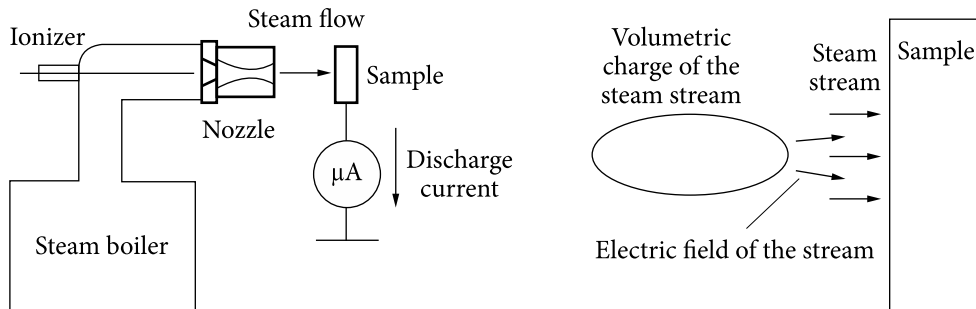 Ionizer
Steam flow
Sample
Nozzle
μA
Discharge
current
Steam boiler
Volumetric
charge of the
steam stream
Steam
stream
Sample
Electric field of the stream